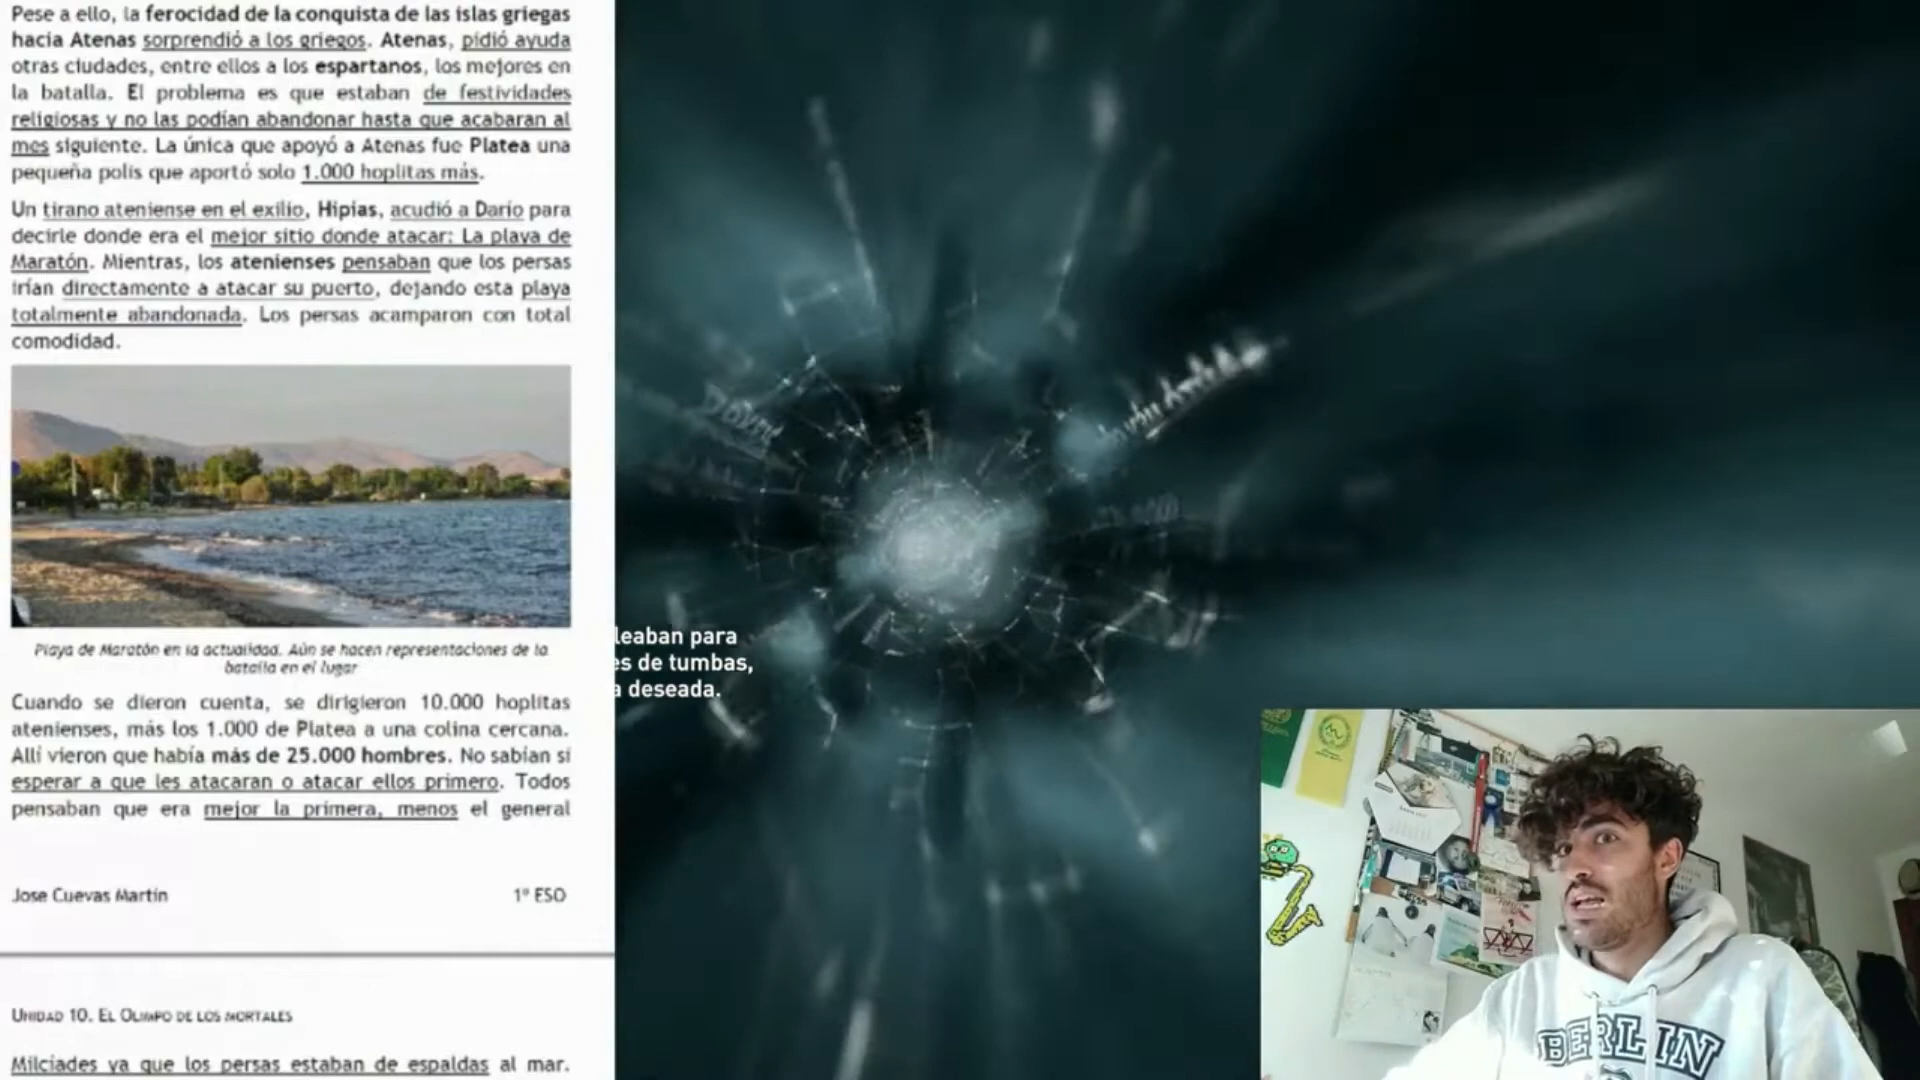 Pese a ello, la ferocidad de la conquista de las islas griegas
hacia Atenas sorprendió a los griegos. Atenas, pidió ayuda
otras ciudades, entre ellos a los espartanos, los mejores en
la batalla. El problema es que estaban de festividades
religiosas y no las podían abandonar hasta que acabaran al
mes siguiente. La única que apoyó a Atenas fue Platea una
pequeña polis que aportó solo 1.000 hoplitas más.
Un tirano ateniense en el exilio, Hipias, acudió a Darío para
decirle donde era el mejor sitio donde atacar: La playa de
Maratón. Mientras, los atenienses pensaban que los persas
irían directamente a atacar su puerto, dejando esta playa
totalmente abandonada. Los persas acamparon con total
comodidad.
Playa de Maratón en la actualidad. Aún se hacen representaciones de la
batalla en el lugar
Cuando se dieron cuenta, se dirigieron 10.000 hoplitas
atenienses, más los 1.000 de Platea a una colina cercana.
Allí vieron que había más de 25.000 hombres. No sabían si
esperar a que les atacaran o atacar ellos primero. Todos
pensaban que era mejor la primera, menos el general
Jose Cuevas Martín 1º ESO
UNIDAD 10. EL OLIMPO DE LOS MORTALES
Milciades ya que los persas estaban de espaldas al mar.
leaban para
es de tumbas,
a deseada.
BERLIN